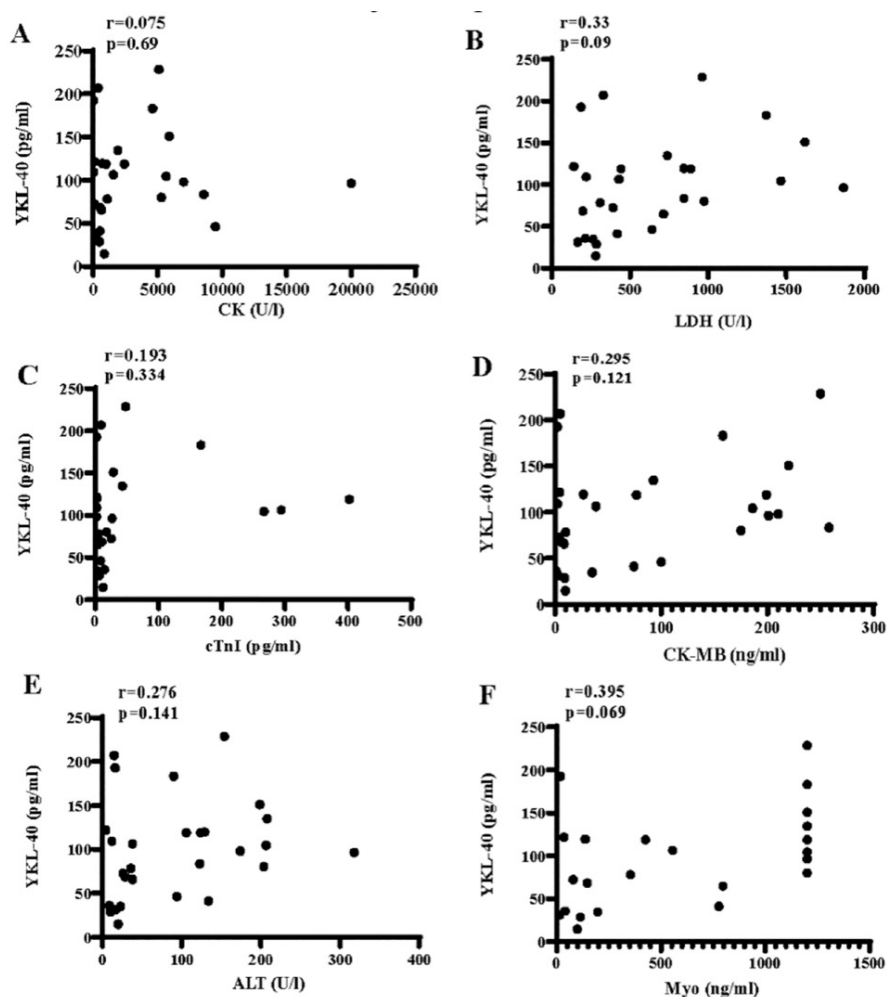 A
r=0.075
p=0.69
250
200
150
100
50
0
YKL-40 (pg/ml)
0 5000 10000 15000 20000 25000
CK (U/l)
B
r=0.33
p=0.09
250
200
150
100
50
0
YKL-40 (pg/ml)
0 500 1000 1500 2000
LDH (U/l)
C
r=0.193
p=0.334
250
200
150
100
50
0
YKL-40 (pg/ml)
0 100 200 300 400 500
cTnI (pg/ml)
D
r=0.295
p=0.121
250
200
150
100
50
0
YKL-40 (pg/ml)
0 100 200 300
CK-MB (ng/ml)
E
r=0.276
p=0.141
250
200
150
100
50
0
YKL-40 (pg/ml)
0 100 200 300 400
ALT (U/l)
F
r=0.395
p=0.069
250
200
150
100
50
0
YKL-40 (pg/ml)
0 500 1000 1500
Myo (ng/ml)